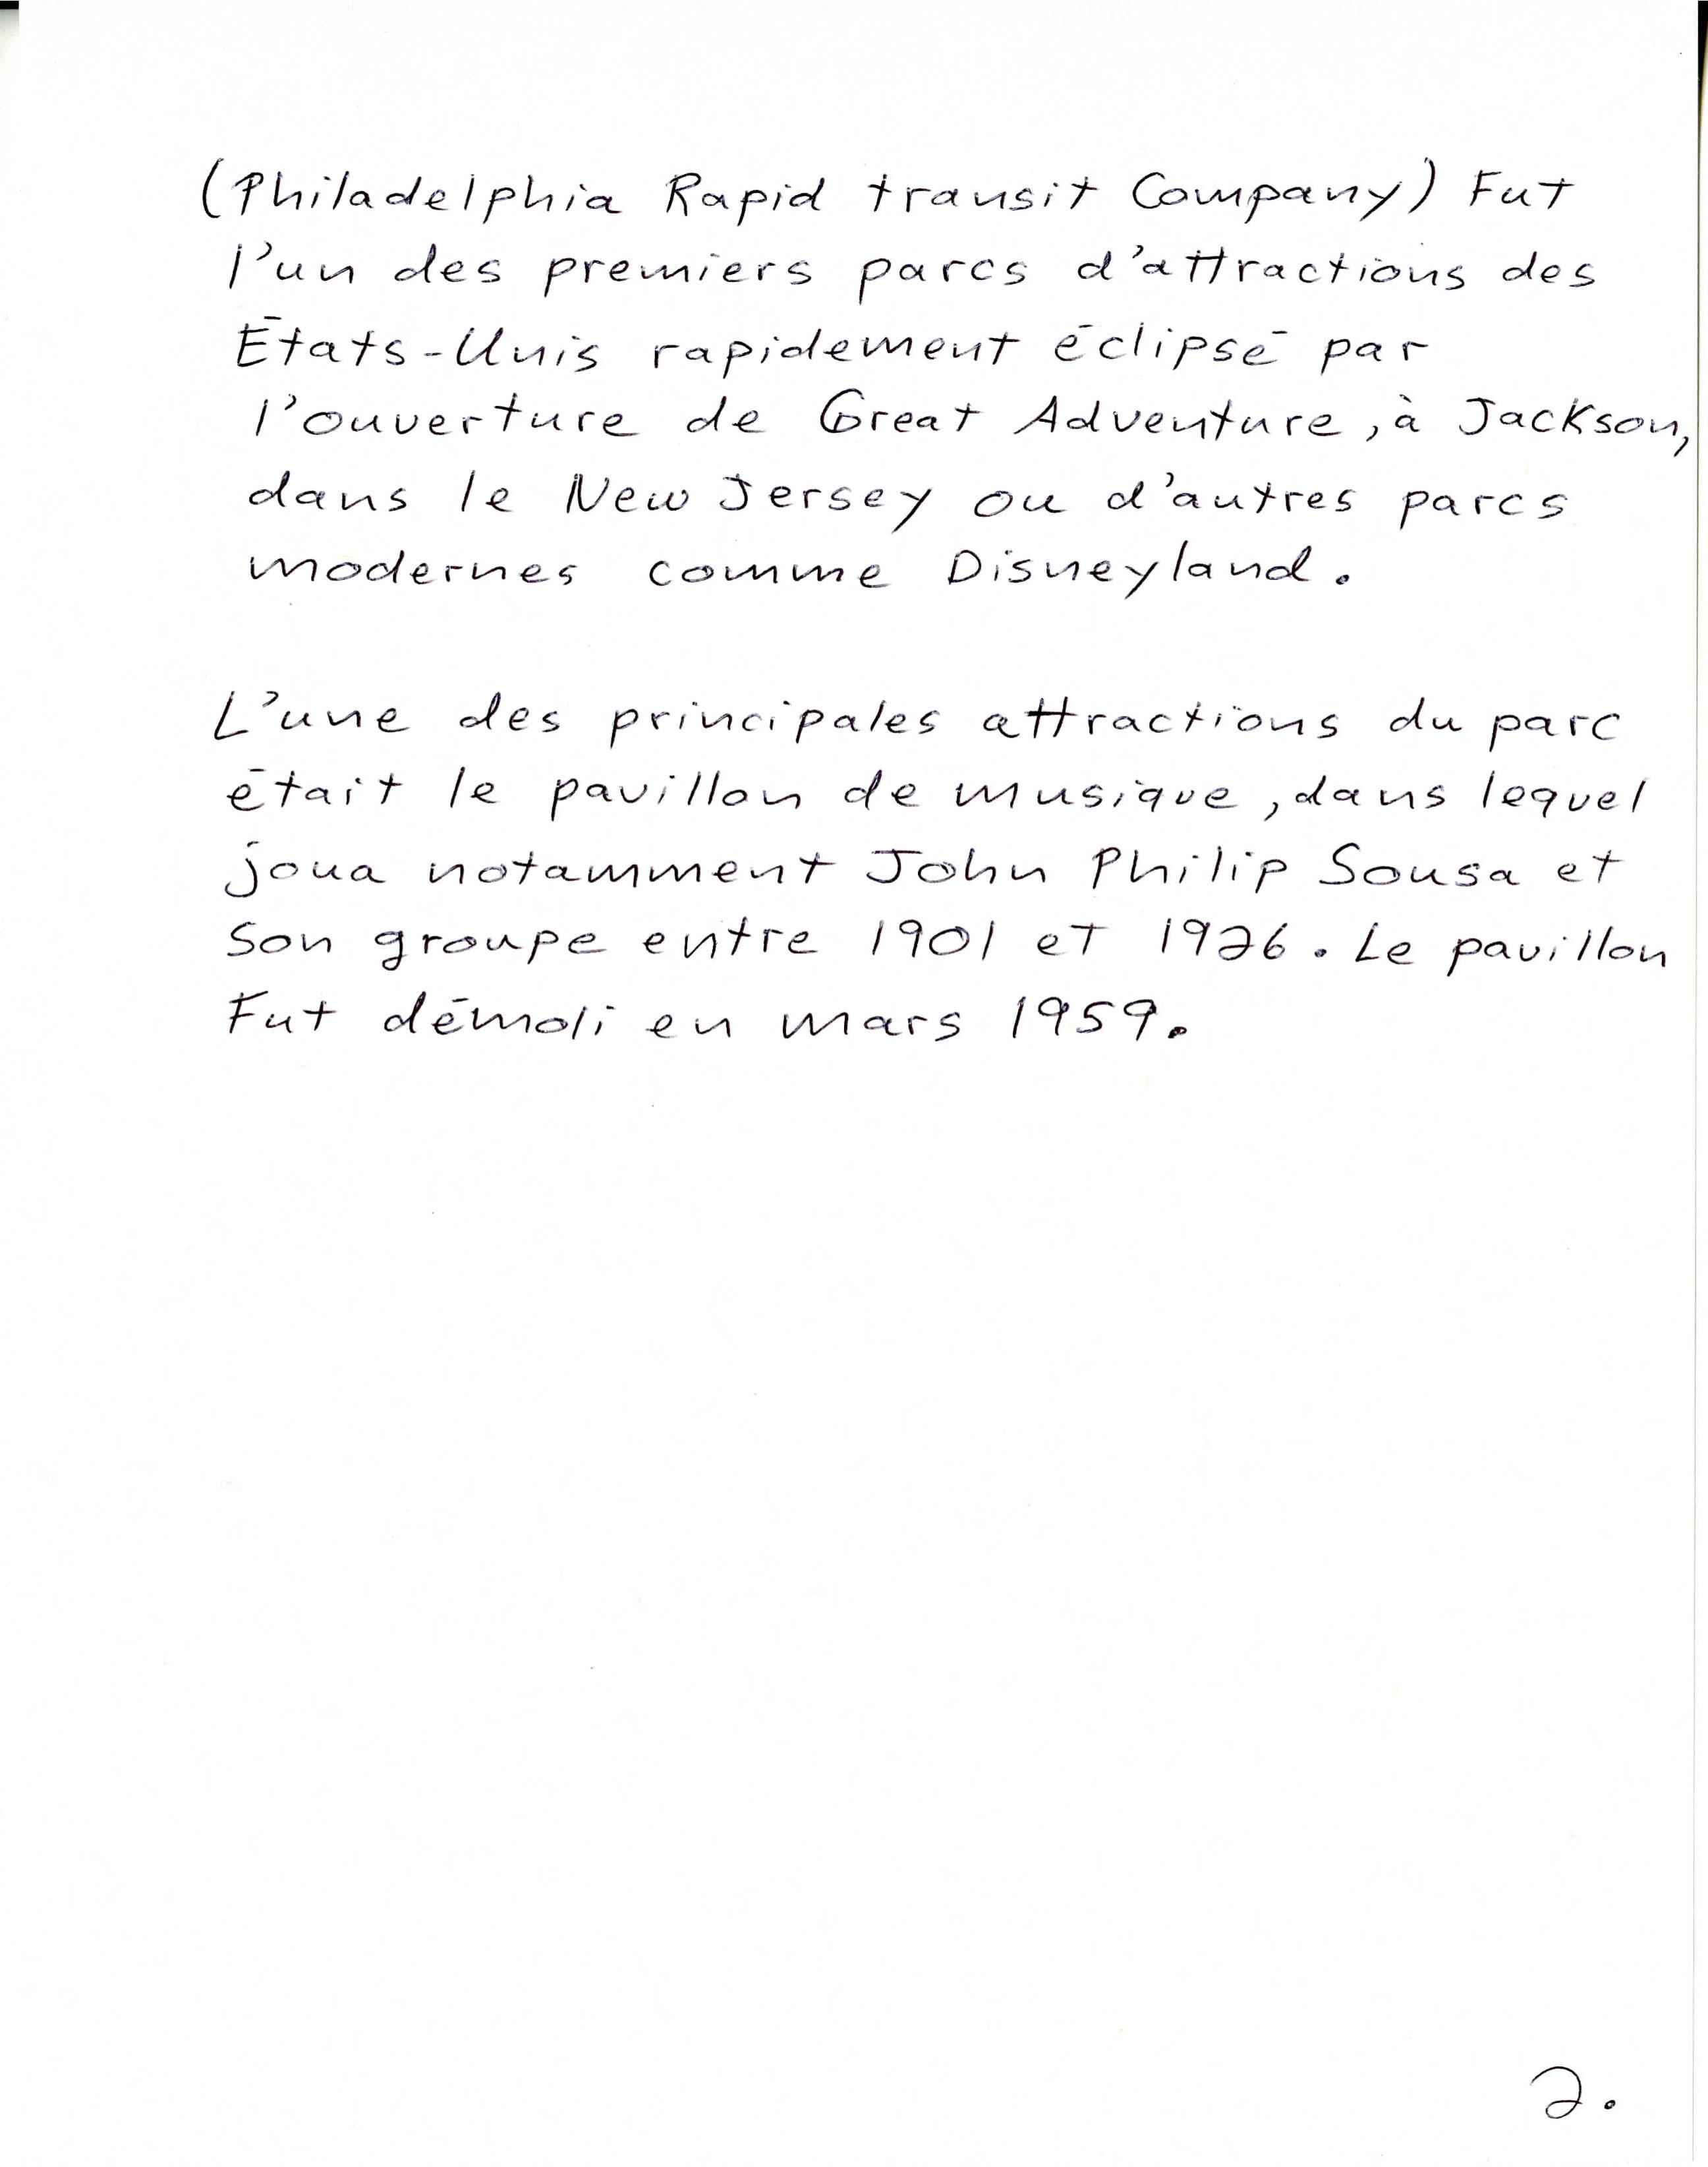 (Philadelphia Rapid transit Company) Fut
l'un des premiers parcs d'attractions des
États-Unis rapidement éclipsé par
l'ouverture de Great Adventure, à Jackson,
dans le New Jersey ou d'autres parcs
modernes comme Disneyland.
L'une des principales attractions du parc
était le pavillon de musique, dans lequel
joua notamment John Philip Sousa et
son groupe entre 1901 et 1926. Le pavillon
Fut démoli en mars 1959.
2.